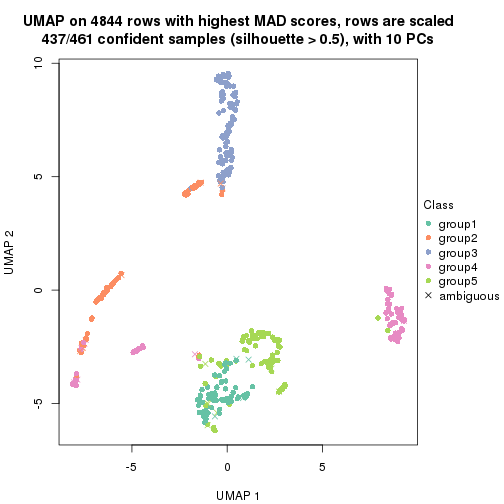 UMAP on 4844 rows with highest MAD scores, rows are scaled
437/461 confident samples (silhouette > 0.5), with 10 PCs
10
5
0
-5
UMAP 2
-5
0
5
UMAP 1
Class
group1
group2
group3
group4
group5
ambiguous